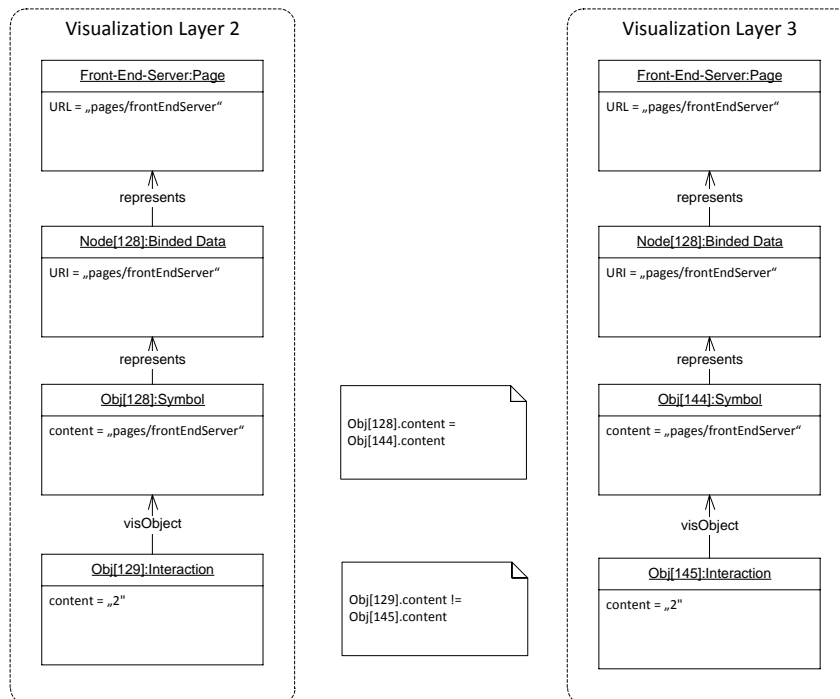 Visualization Layer 2
Front-End-Server:Page
URL = „pages/frontEndServer“
represents
Node[128]:Binded Data
URI = „pages/frontEndServer“
represents
Obj[128]:Symbol
content = „pages/frontEndServer“
visObject
Obj[129]:Interaction
content = „2"
Obj[128].content =
Obj[144].content
Obj[129].content !=
Obj[145].content
Visualization Layer 3
Front-End-Server:Page
URL = „pages/frontEndServer“
represents
Node[128]:Binded Data
URI = „pages/frontEndServer“
represents
Obj[144]:Symbol
content = „pages/frontEndServer“
visObject
Obj[145]:Interaction
content = „2"